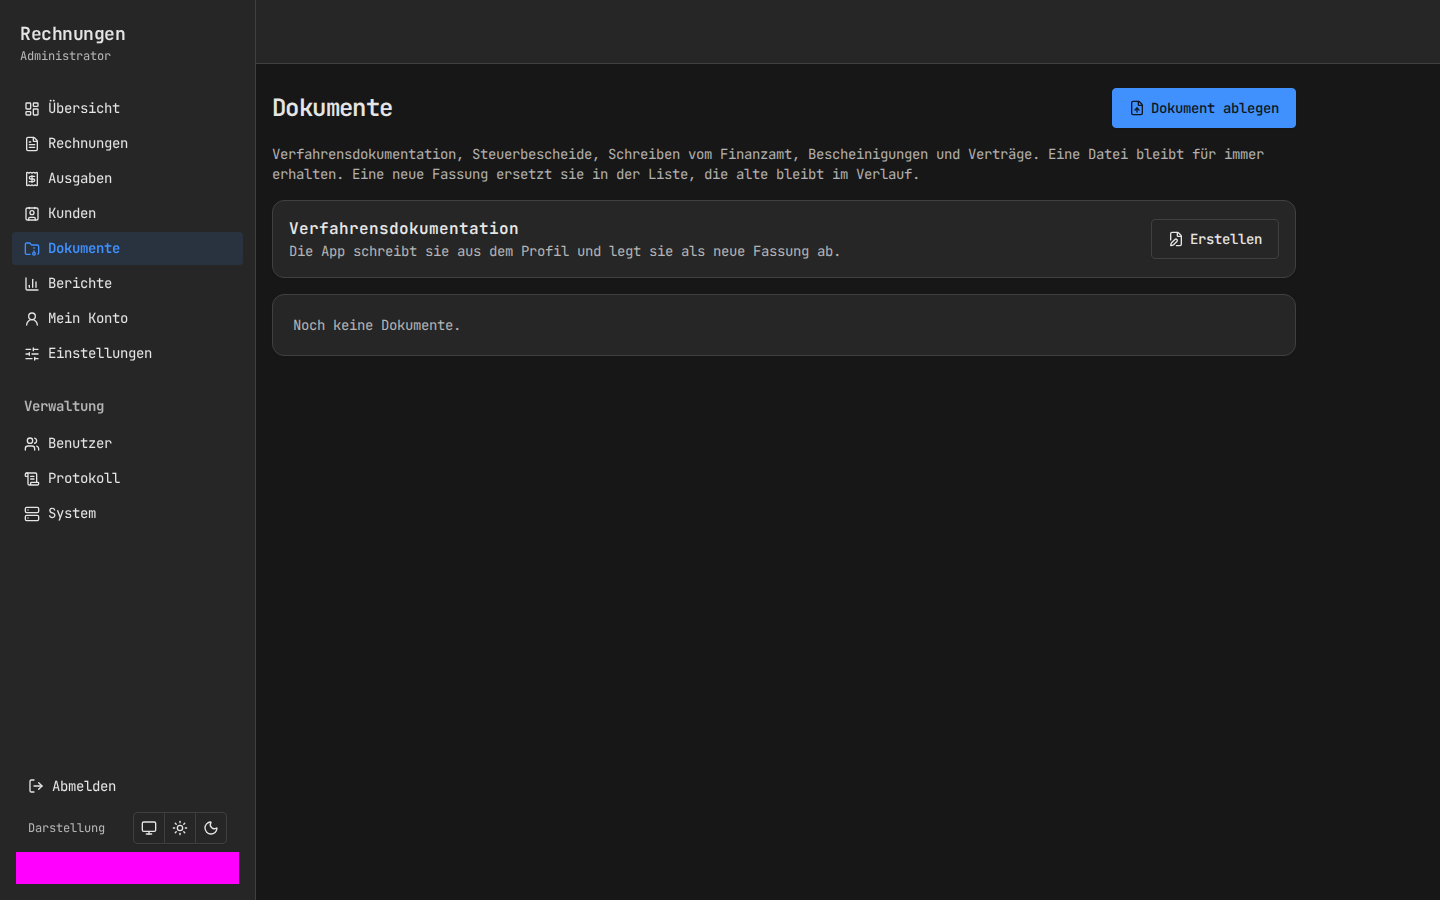 Rechnungen
Administrator
Übersicht
Rechnungen
Ausgaben
Kunden
Dokumente
Berichte
Mein Konto
Einstellungen
Verwaltung
Benutzer
Protokoll
System
Abmelden
Darstellung
Dokumente
Dokument ablegen
Verfahrensdokumentation, Steuerbescheide, Schreiben vom Finanzamt, Bescheinigungen und Verträge. Eine Datei bleibt für immer
erhalten. Eine neue Fassung ersetzt sie in der Liste, die alte bleibt im Verlauf.
Verfahrensdokumentation
Die App schreibt sie aus dem Profil und legt sie als neue Fassung ab.
Erstellen
Noch keine Dokumente.